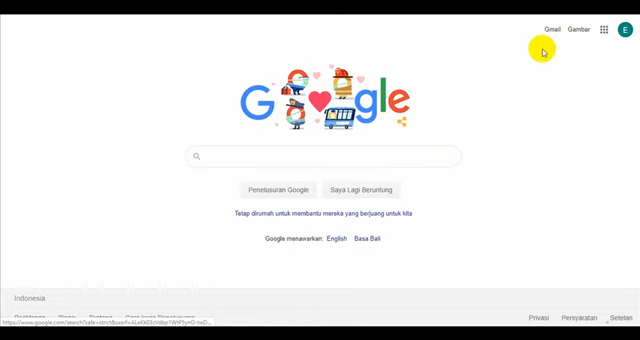 Gmail Gambar E
Google
Penelusuran Google Saya Lagi Beruntung
Tetap dirumah untuk membantu mereka yang berjuang untuk kita
Google menawarkan: English Basa Bali
Indonesia
Privasi Persyaratan Setelan